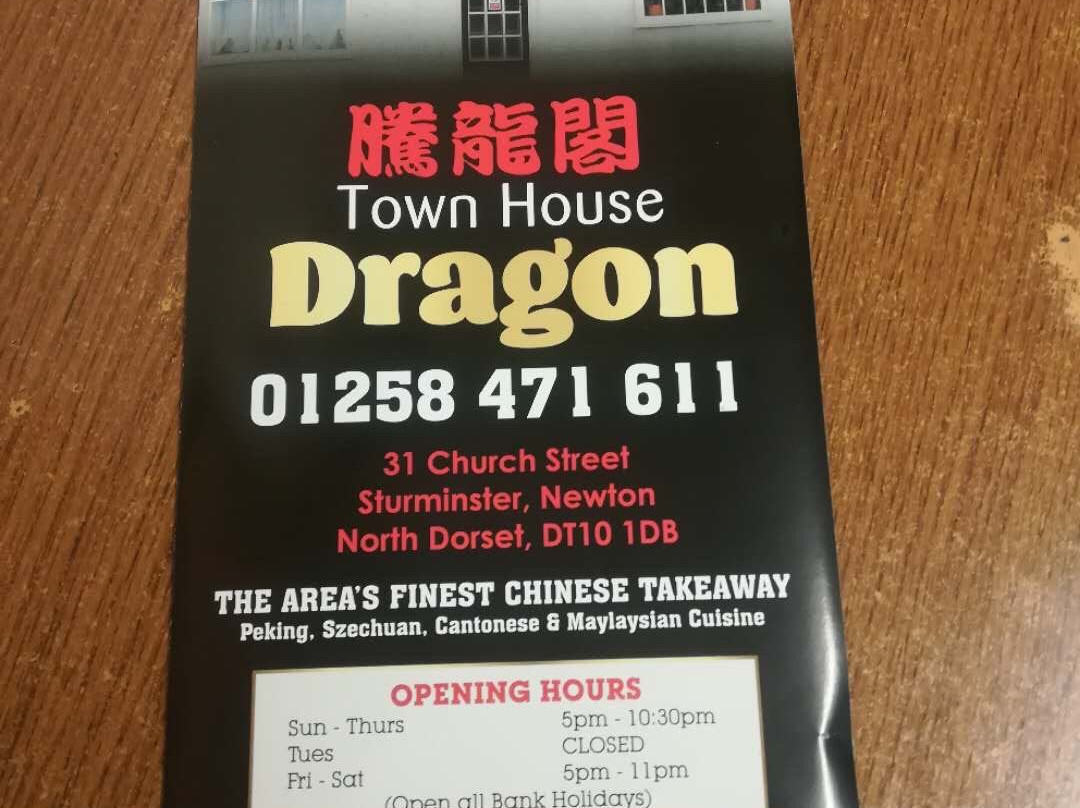 騰龍閣
Town House
Dragon
01258 471 611
31 Church Street
Sturminster, Newton
North Dorset, DT10 1DB
THE AREA'S FINEST CHINESE TAKEAWAY
Peking, Szechuan, Cantonese & Maylaysian Cuisine
OPENING HOURS
Sun - Thurs 5pm - 10:30pm
Tues CLOSED
Fri - Sat 5pm - 11pm
(Open all Bank Holidays)